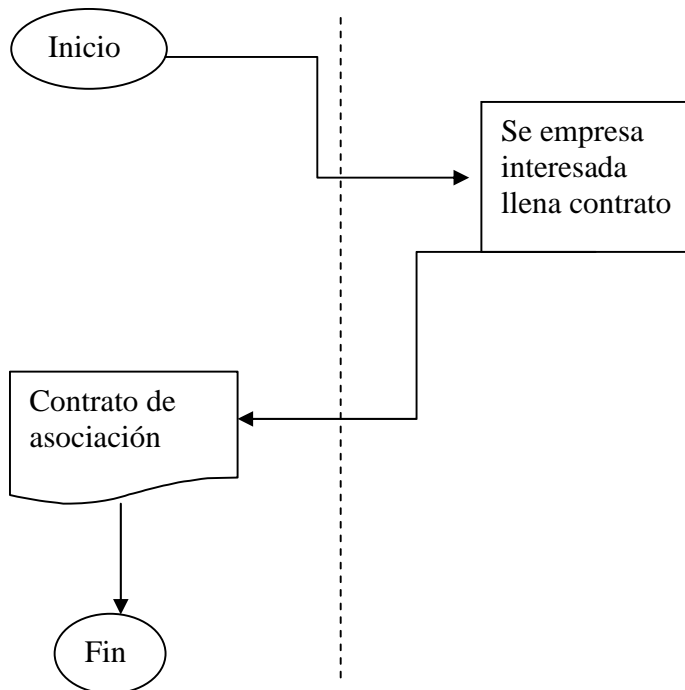 Inicio
Se empresa
interesada
llena contrato
Contrato de
asociación
Fin